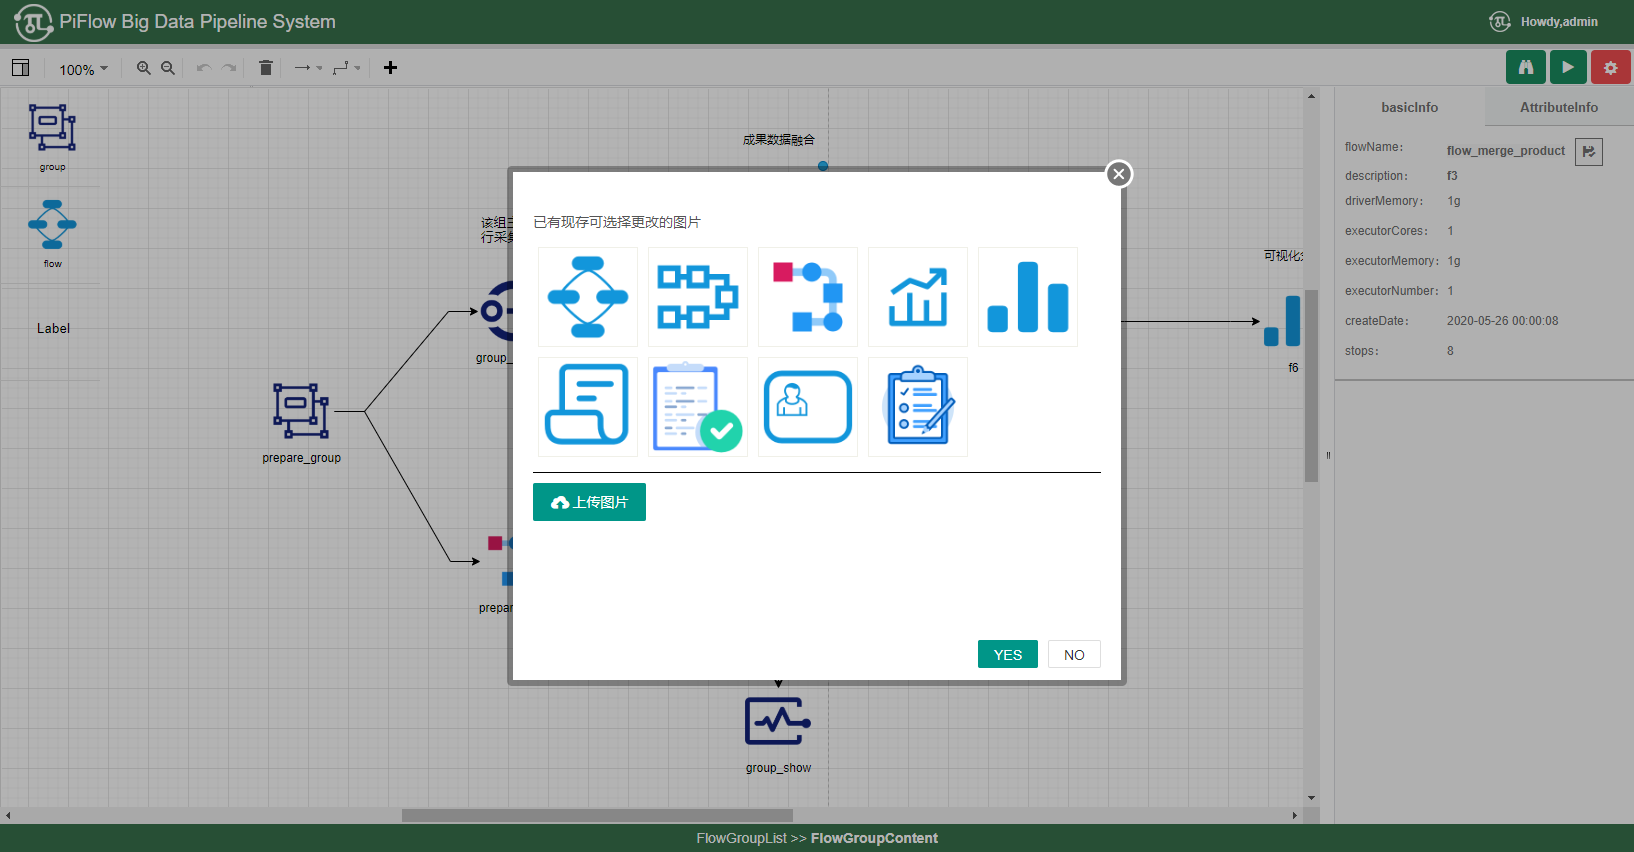 PiFlow Big Data Pipeline System
Howdy,admin
100%
group
flow
Label
成果数据融合
该组
行采
group_
prepare_group
prepar
group_show
可视化
f6
已有现存可选择更改的图片
上传图片
YES
NO
basicInfo
AttributeInfo
flowName: flow_merge_product
description: f3
driverMemory: 1g
executorCores: 1
executorMemory: 1g
executorNumber: 1
createDate: 2020-05-26 00:00:08
stops: 8
FlowGroupList >> FlowGroupContent